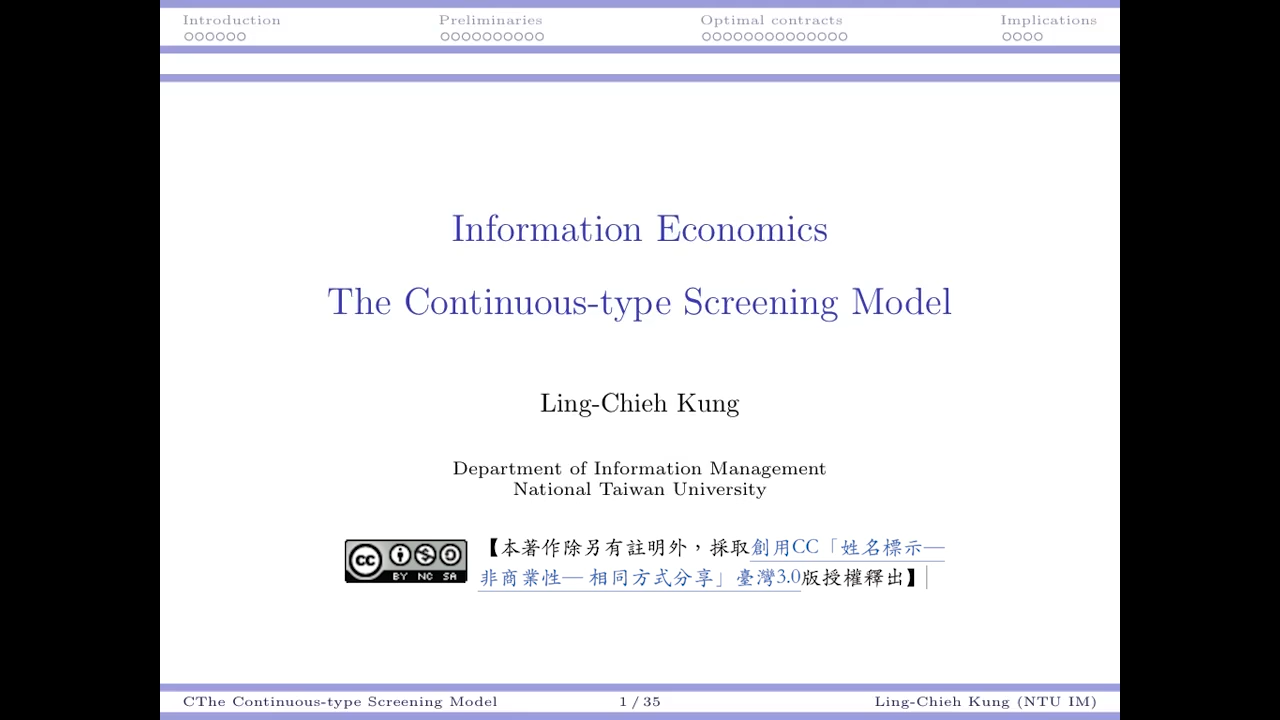 Introduction Preliminaries Optimal contracts Implications
Information Economics
The Continuous-type Screening Model
Ling-Chieh Kung
Department of Information Management
National Taiwan University
【本著作除另有註明外，採取創用CC「姓名標示—
非商業性—相同方式分享」臺灣3.0版授權釋出】
cc BY NC SA
CThe Continuous-type Screening Model 1 / 35 Ling-Chieh Kung (NTU IM)